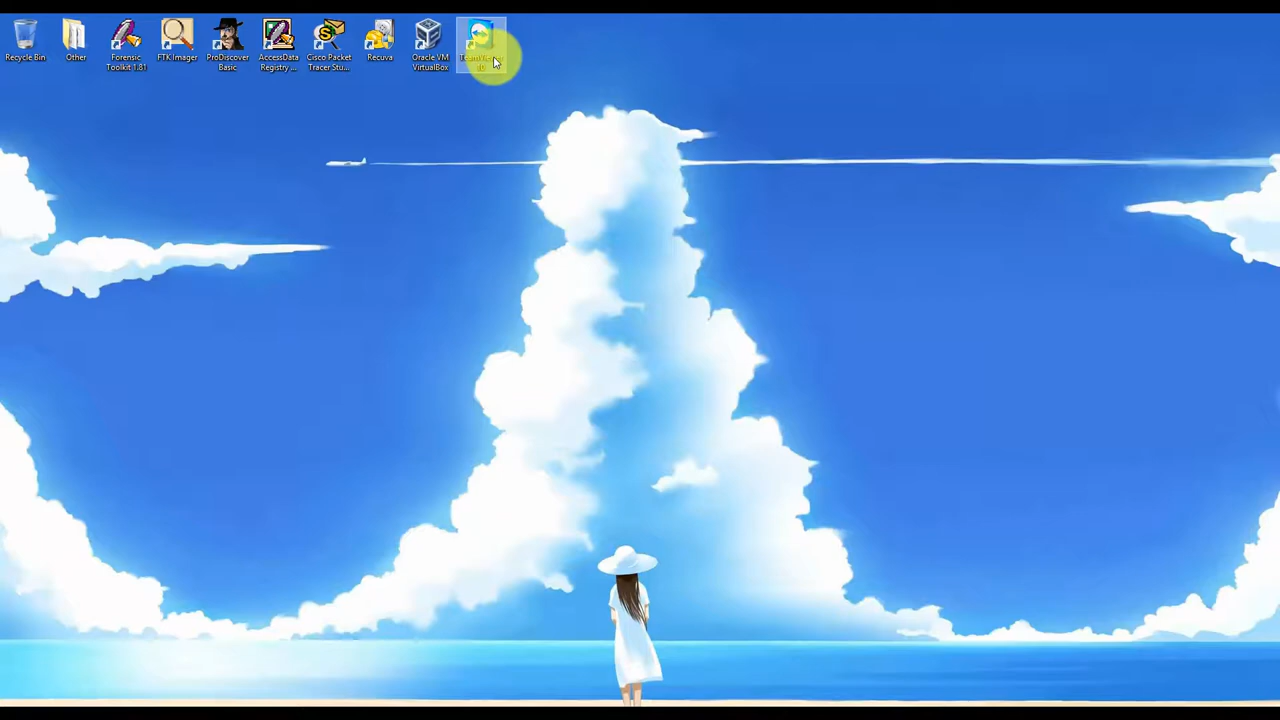 Recycle Bin
Other
Forensic
Toolkit 1.81
FTK Imager
ProDiscover
Basic
AccessData
Registry ...
Cisco Packet
Tracer Stu...
Recuva
Oracle VM
VirtualBox